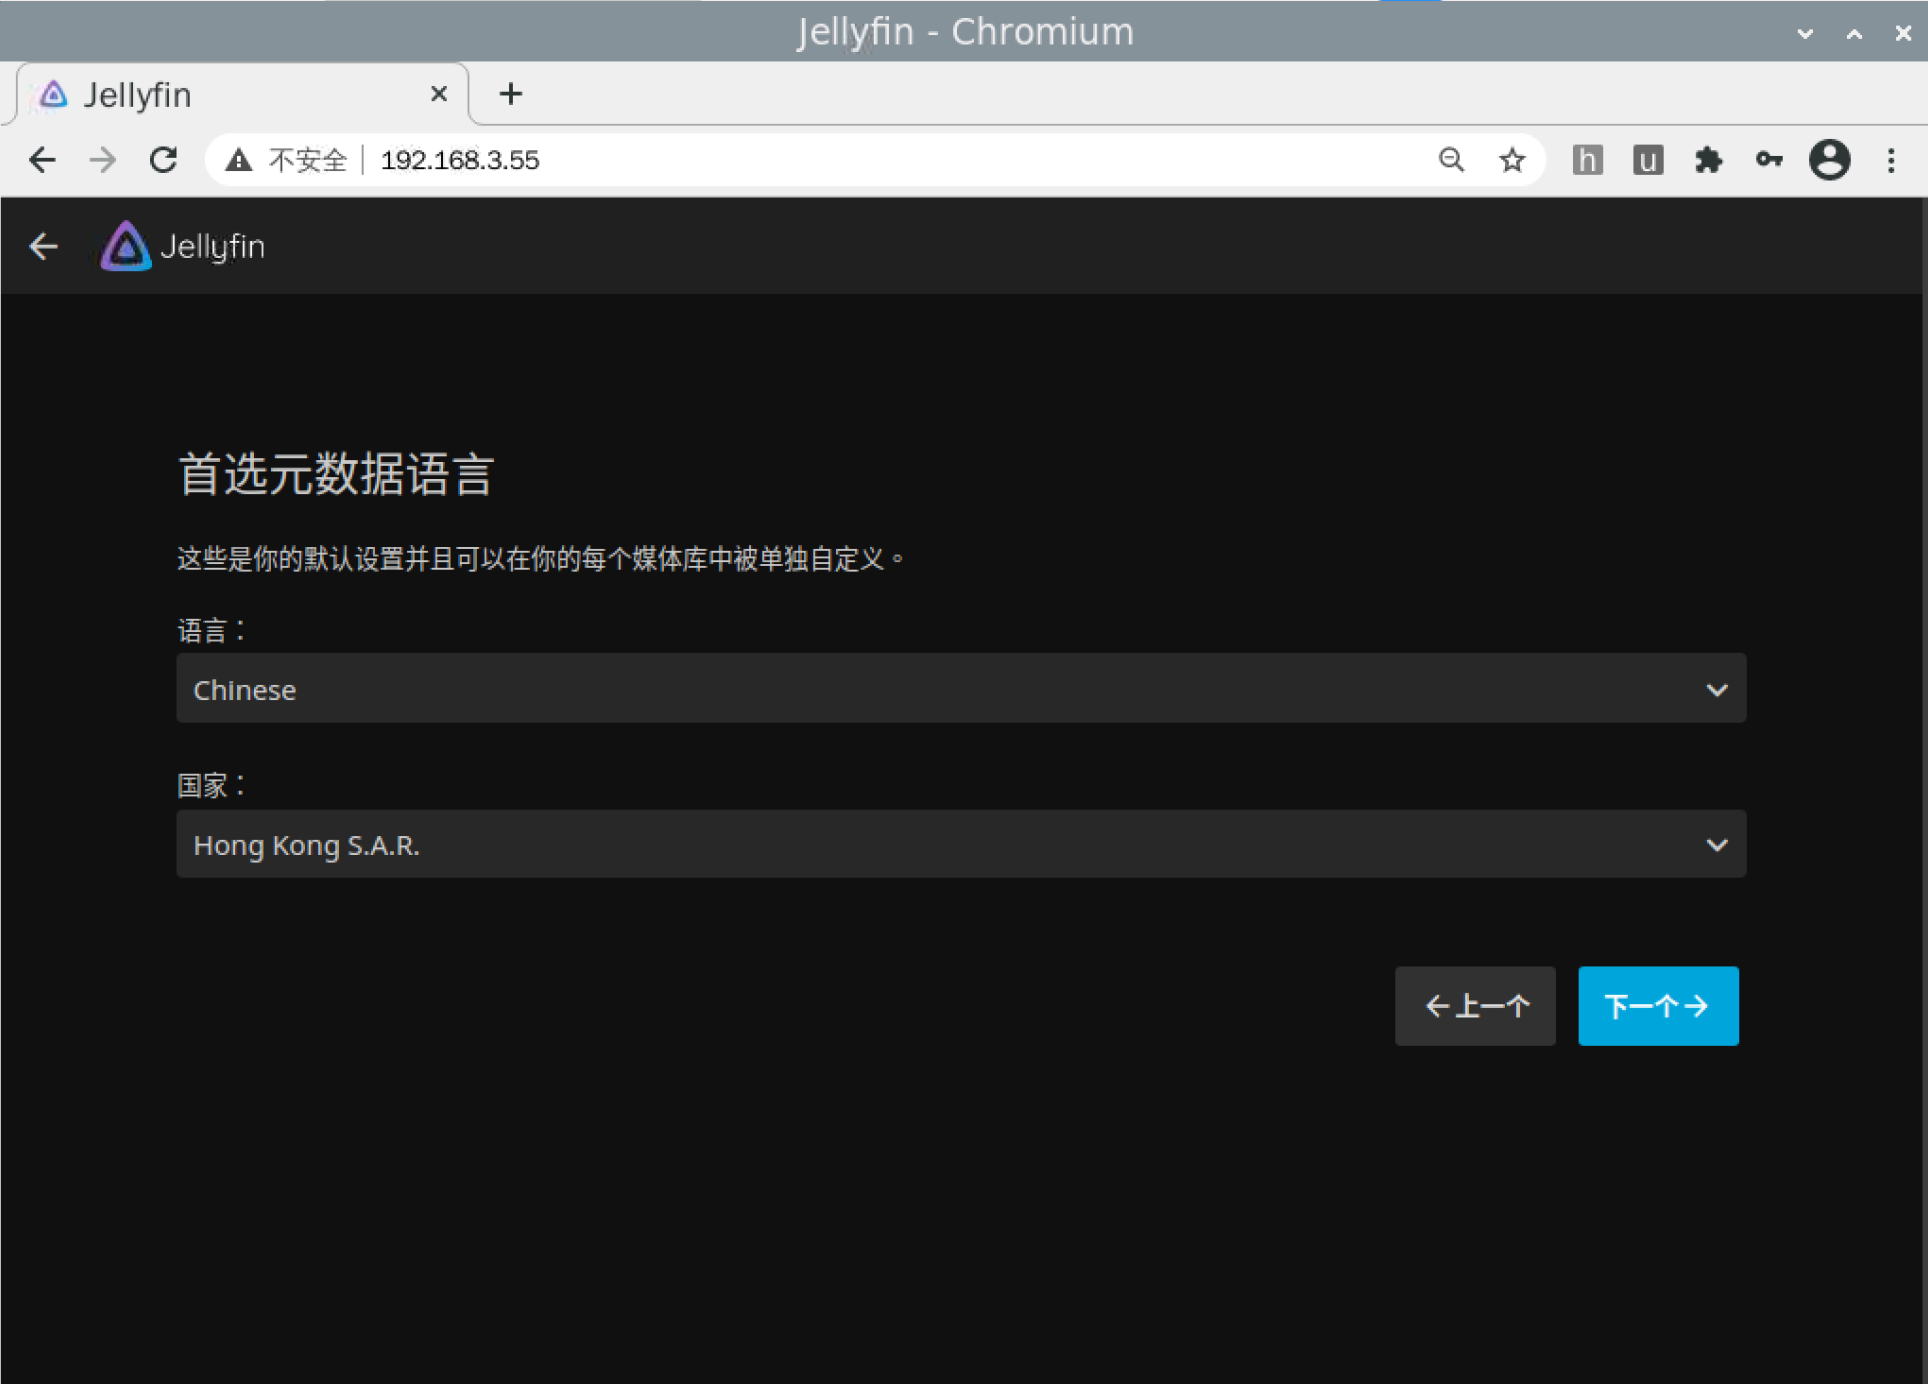 Jellyfin - Chromium
Jellyfin
不安全 192.168.3.55
h u
Jellyfin
首选元数据语言
这些是你的默认设置并且可以在你的每个媒体库中被单独自定义。
语言：
Chinese
国家：
Hong Kong S.A.R.
←上一个 下一个→